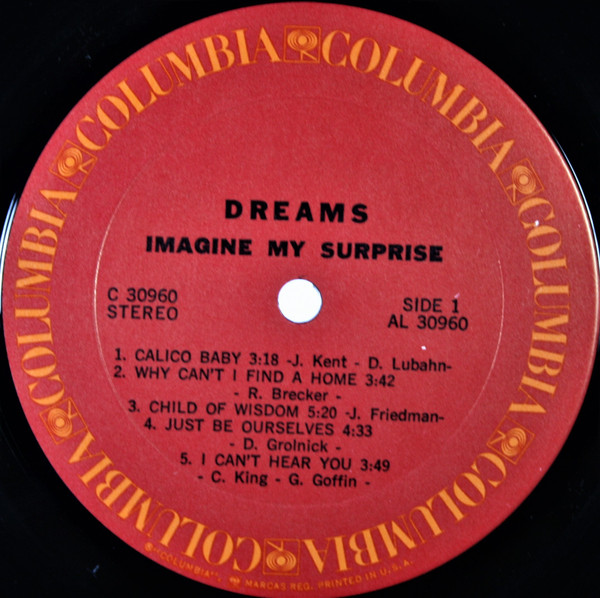 COLUMBIA COLUMBIA COLUMBIA COLUMBIA COLUMBIA COLUMBIA COLUMBIA
DREAMS
IMAGINE MY SURPRISE
C 30960
STEREO
SIDE 1
AL 30960
1. CALICO BABY 3:18 -J. Kent - D. Lubahn-
2. WHY CAN'T I FIND A HOME 3:42
- R. Brecker -
3. CHILD OF WISDOM 5:20 -J. Friedman-
4. JUST BE OURSELVES 4:33
- D. Grolnick -
5. I CAN'T HEAR YOU 3:49
- C. King - G. Goffin -
"COLUMBIA", MARCAS REG. PRINTED IN U.S.A.